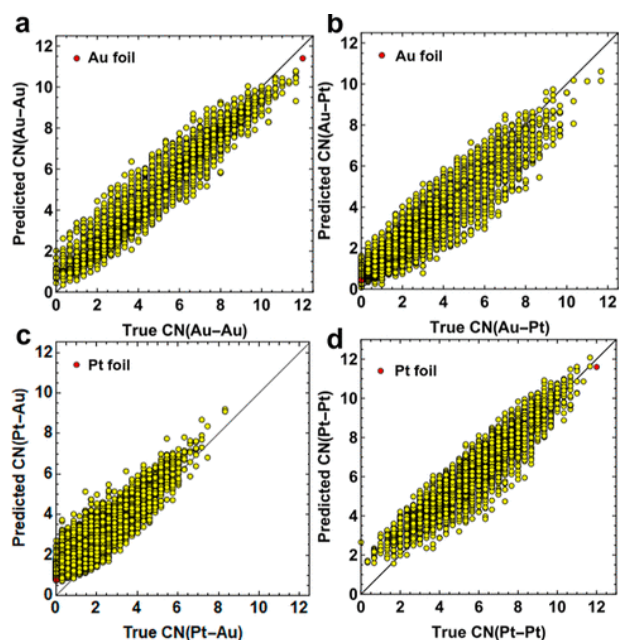 a
12
10
8
6
4
2
0
Predicted CN(Au–Au)
Au foil
0 2 4 6 8 10 12
True CN(Au–Au)
b
12
10
8
6
4
2
0
Predicted CN(Au–Pt)
Au foil
0 2 4 6 8 10 12
True CN(Au–Pt)
c
12
10
8
6
4
2
0
Predicted CN(Pt–Au)
Pt foil
0 2 4 6 8 10 12
True CN(Pt–Au)
d
12
10
8
6
4
2
0
Predicted CN(Pt–Pt)
Pt foil
0 2 4 6 8 10 12
True CN(Pt–Pt)